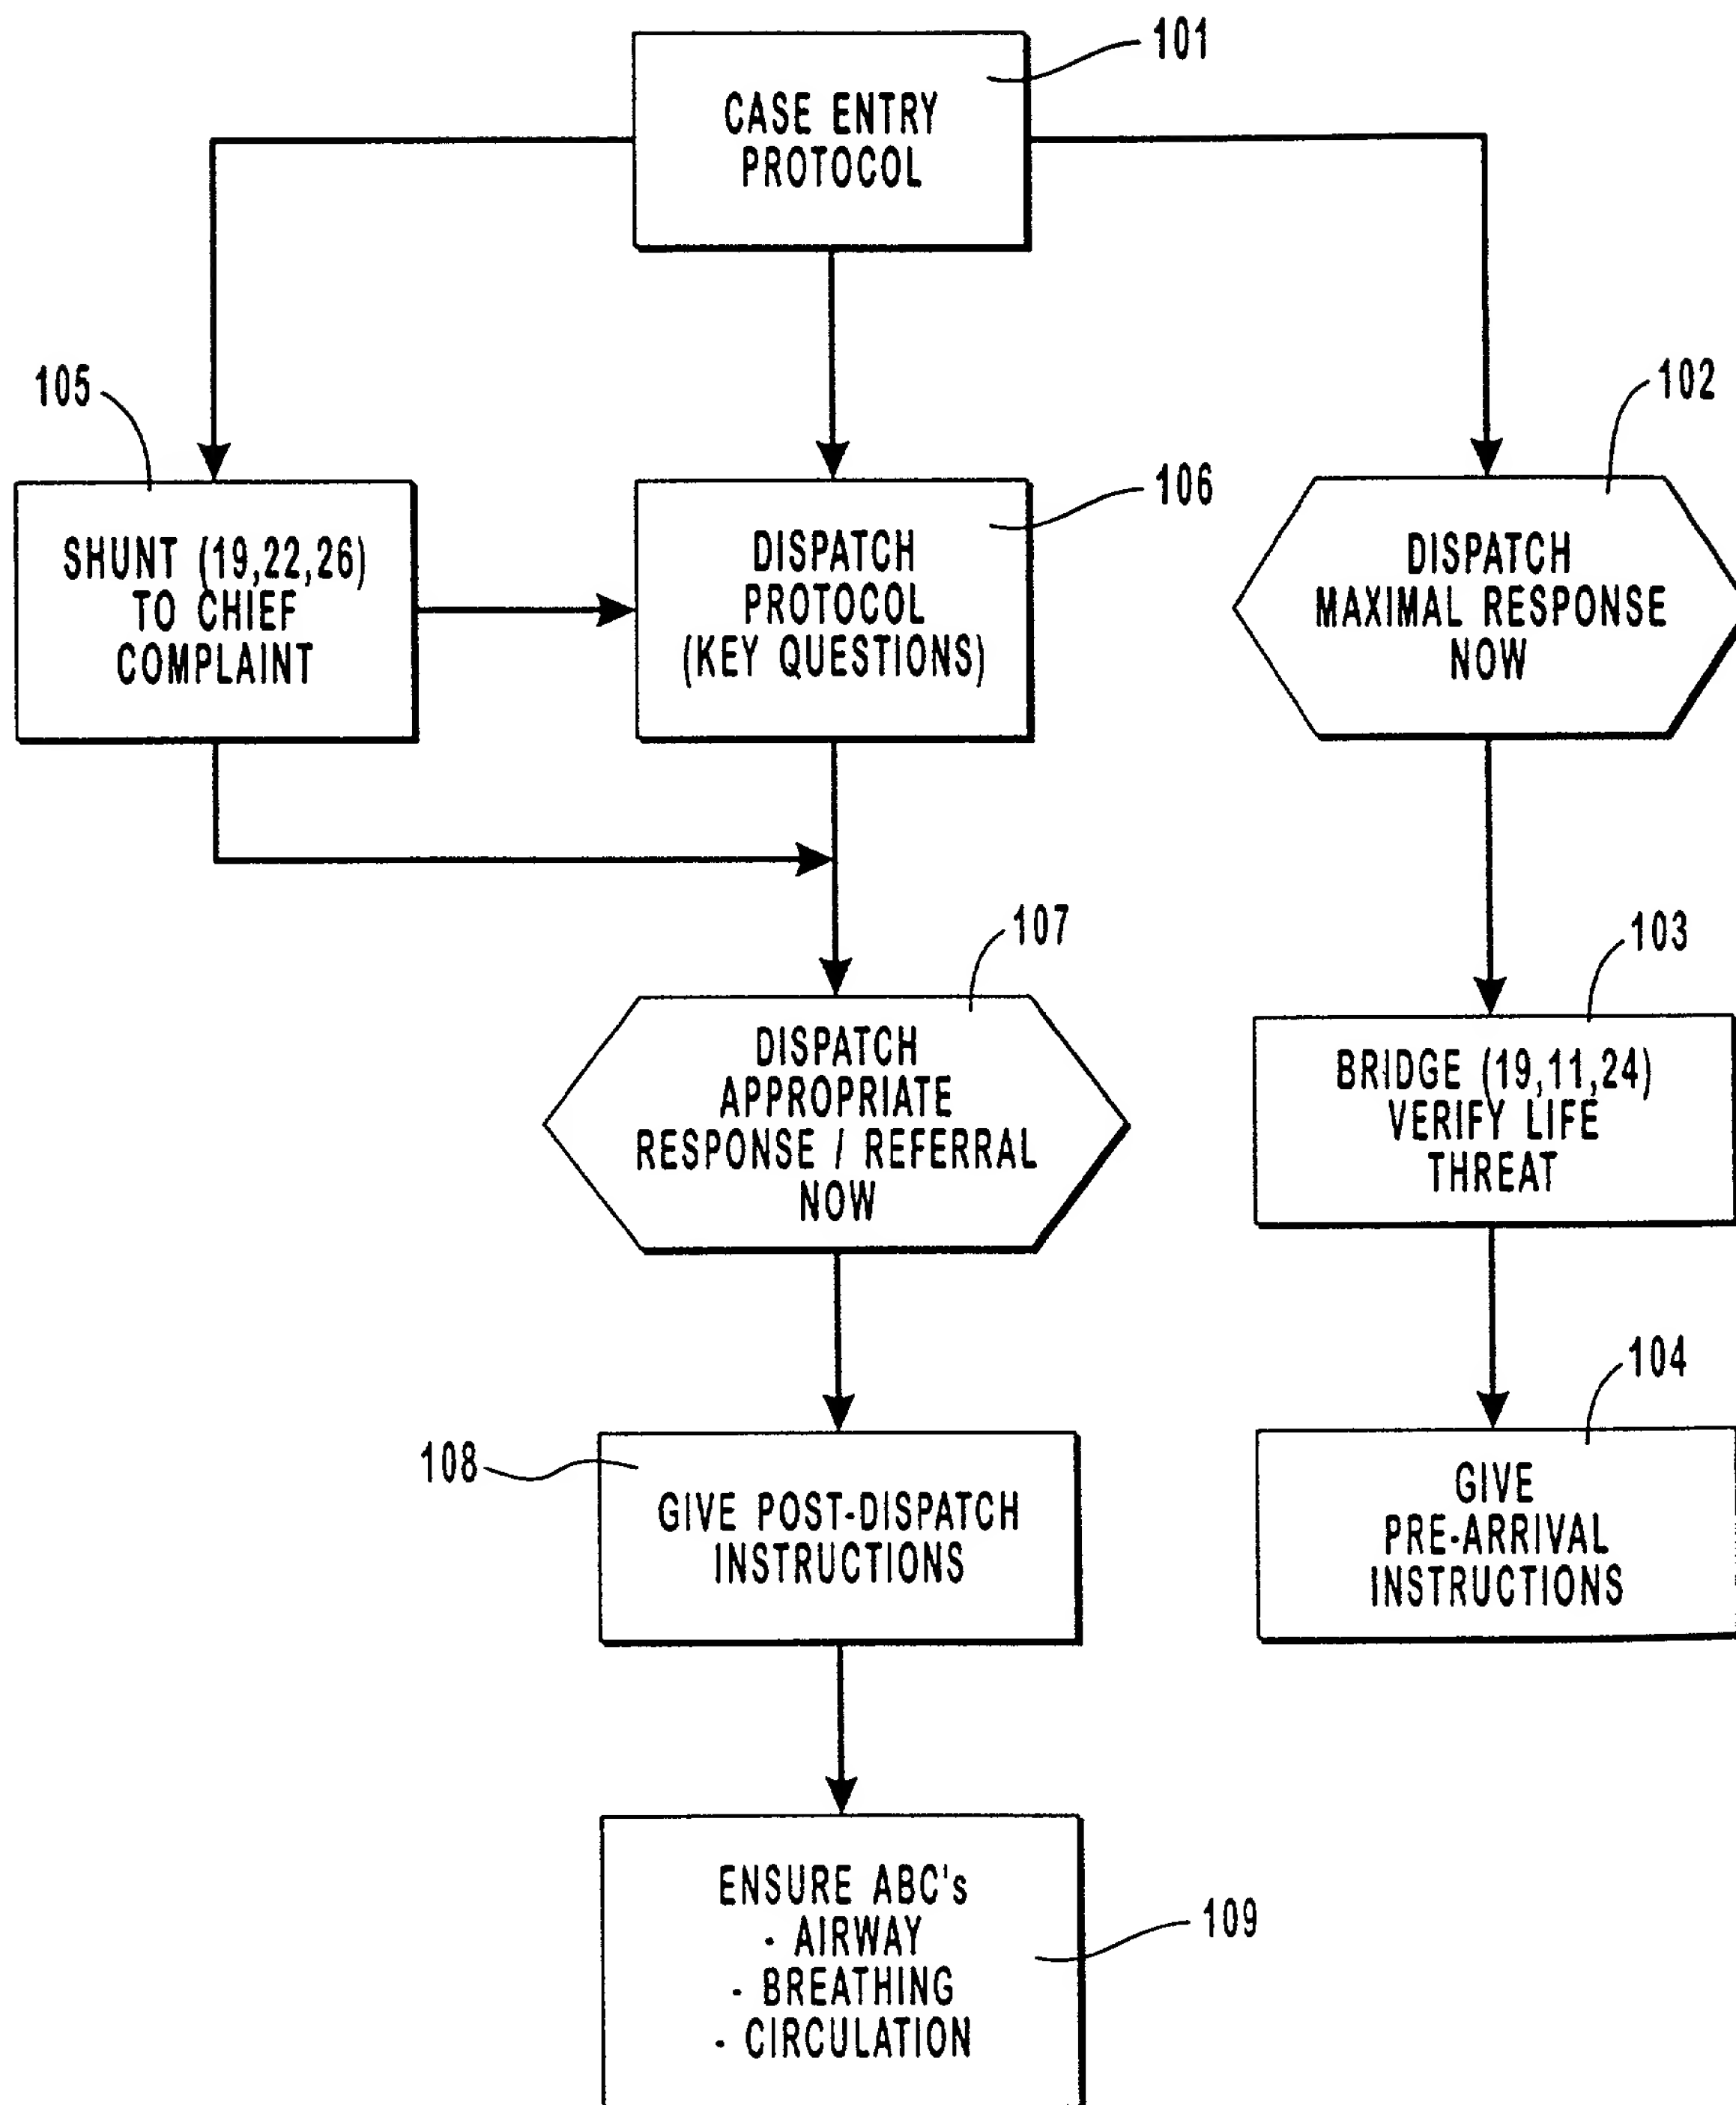 101
CASE ENTRY
PROTOCOL
105
102
106
SHUNT (19,22,26)
TO CHIEF
COMPLAINT
DISPATCH
PROTOCOL
(KEY QUESTIONS)
DISPATCH
MAXIMAL RESPONSE
NOW
107
103
DISPATCH
APPROPRIATE
RESPONSE / REFERRAL
NOW
BRIDGE (19,11,24)
VERIFY LIFE
THREAT
104
108
GIVE POST-DISPATCH
INSTRUCTIONS
GIVE
PRE-ARRIVAL
INSTRUCTIONS
ENSURE ABC's
- AIRWAY
- BREATHING
- CIRCULATION
109